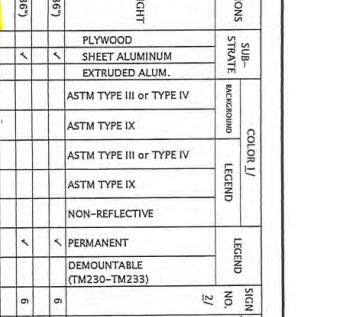 ONS
GHT
36")
36")
SUB-
STRATE
PLYWOOD
SHEET ALUMINUM
EXTRUDED ALUM.
COLOR 1/
BACKGROUND
ASTM TYPE III or TYPE IV
ASTM TYPE IX
LEGEND
ASTM TYPE III or TYPE IV
ASTM TYPE IX
NON-REFLECTIVE
LEGEND
PERMANENT
DEMOUNTABLE
(TM230-TM233)
SIGN
NO.
2/
6
6